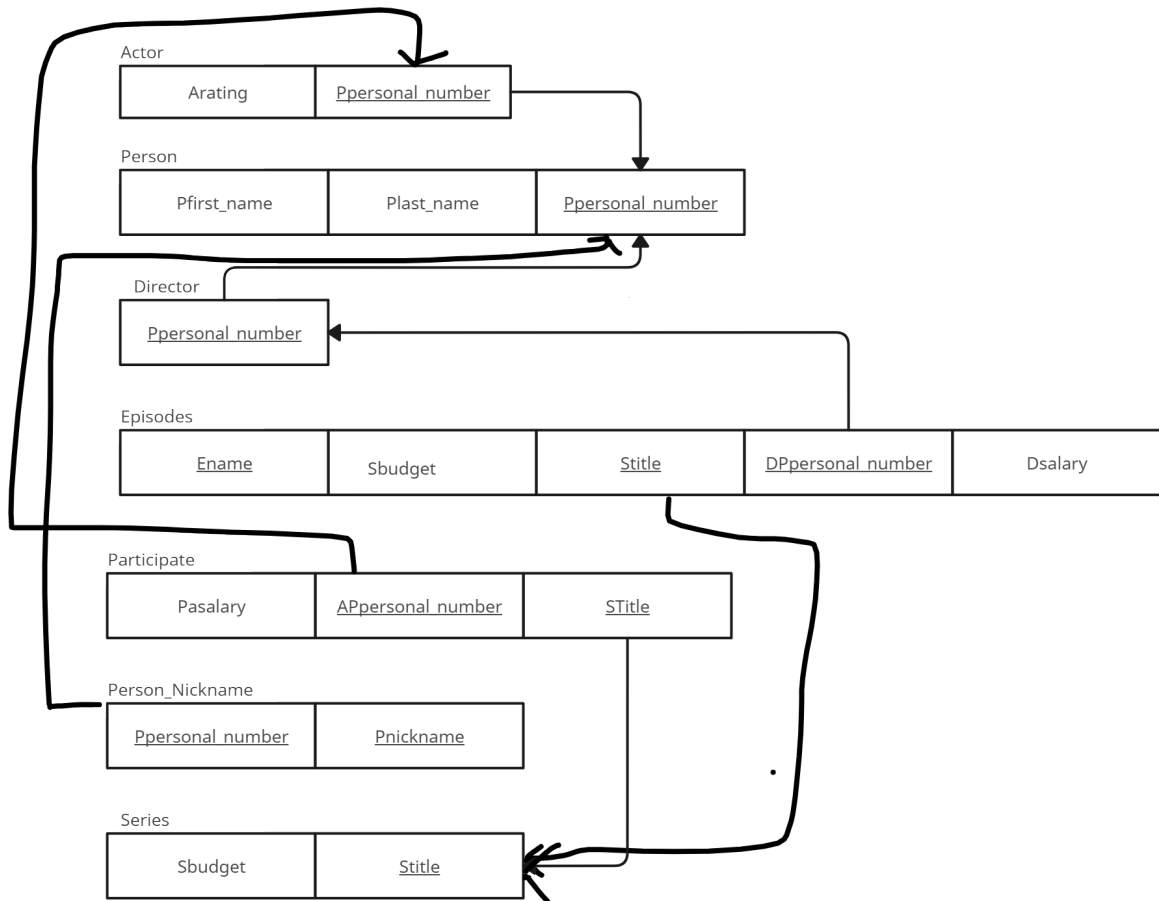 Actor
Arating Ppersonal_number
Person
Pfirst_name Plast_name Ppersonal_number
Director
Ppersonal_number
Episodes
Ename Sbudget Stitle DPpersonal_number Dsalary
Participate
Pasalary APpersonal_number STitle
Person_Nickname
Ppersonal_number Pnickname
Series
Sbudget Stitle